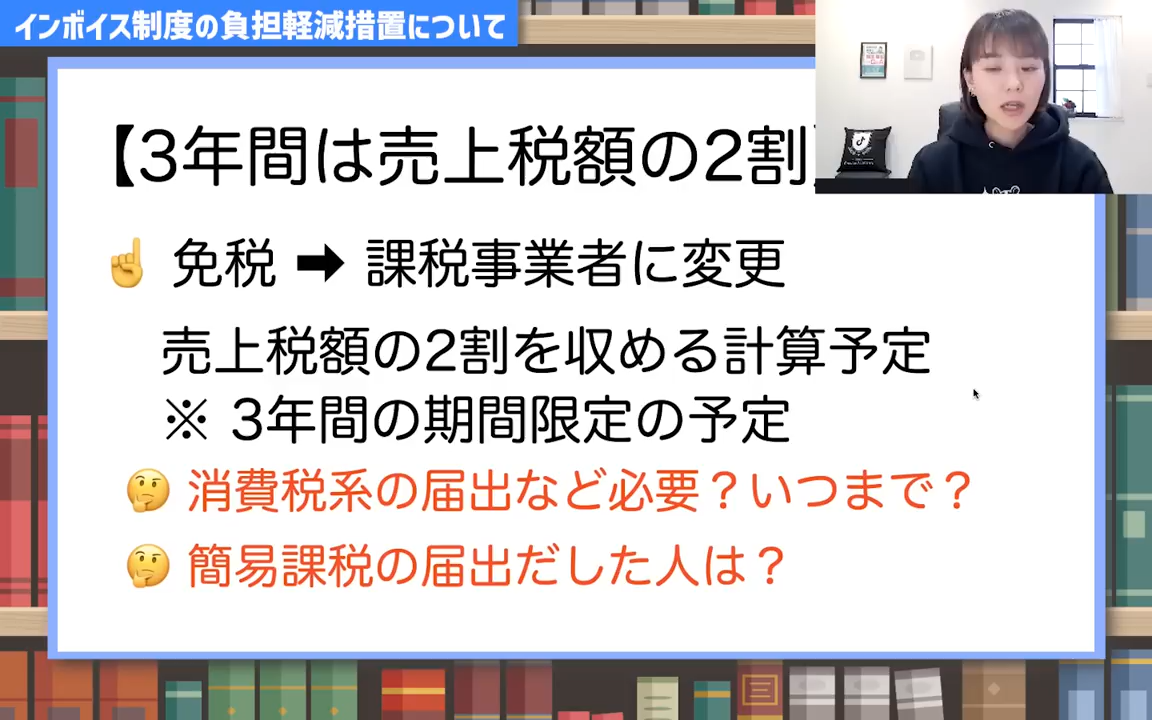 インボイス制度の負担軽減措置について
【3年間は売上税額の2割
☝ 免税 ➡ 課税事業者に変更
売上税額の2割を収める計算予定
※ 3年間の期間限定の予定
🤔 消費税系の届出など必要？いつまで？
🤔 簡易課税の届出だした人は？